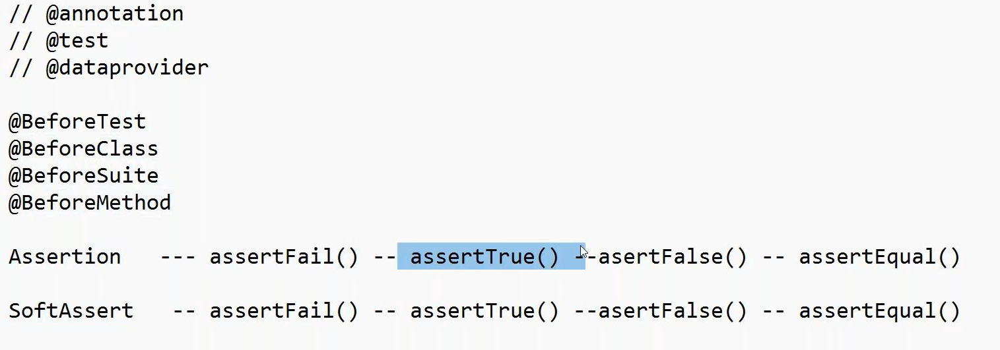 // @annotation
// @test
// @dataprovider
@BeforeTest
@BeforeClass
@BeforeSuite
@BeforeMethod
Assertion --- assertFail() -- assertTrue() --asertFalse() -- assertEqual()
SoftAssert -- assertFail() -- assertTrue() --asertFalse() -- assertEqual()